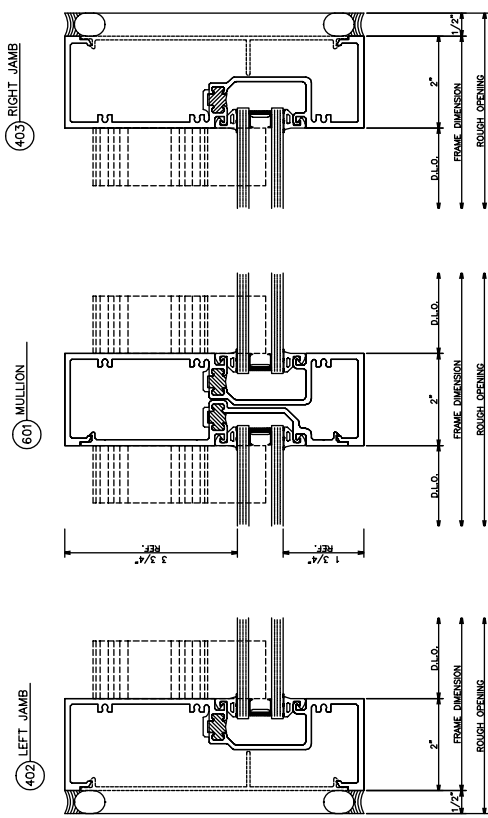 402 LEFT JAMB
601 MULLION
403 RIGHT JAMB
3 3/4"
REF.
1 3/4"
REF.
1/2"
2"
D.L.O.
FRAME DIMENSION
ROUGH OPENING
D.L.O.
2"
D.L.O.
FRAME DIMENSION
ROUGH OPENING
D.L.O.
2"
1/2"
FRAME DIMENSION
ROUGH OPENING